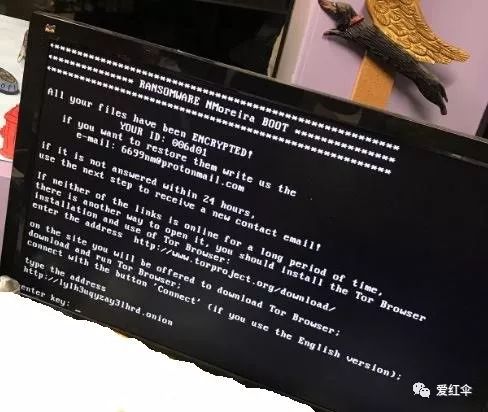 RANSOMWARE MMoreira BOOT
All your files have been ENCRYPTED!
YOUR ID: 006d01
if you want to restore them write us the
e-mail: 6699nm@protonmail.com
if it is not answered within 24 hours,
use the next step to receive a new contact email!
If neither of the links is online for a long period of time,
there is another way to open it, you should install the Tor Browser
installation and use of Tor Browser:
enter the address http://www.torproject.org/download/
on the site you will be offered to download Tor Browser;
download and run Tor Browser;
connect with the button 'Connect' (if you use the English version);
type the address
http://lylh3uqyzay3lhrd.onion
enter key: _
爱红伞